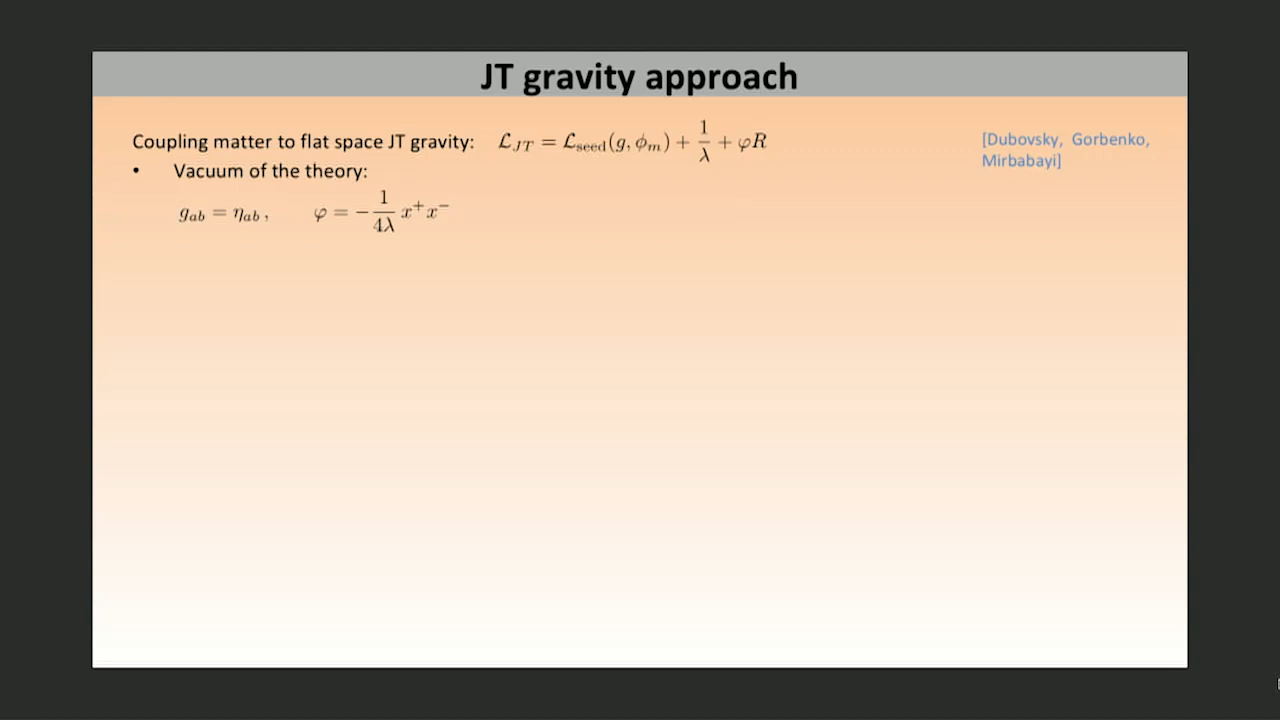 JT gravity approach
Coupling matter to flat space JT gravity: $\mathcal{L}_{JT} = \mathcal{L}_{\text{seed}}(g, \phi_m) + \frac{1}{\lambda} + \varphi R$ [Dubovsky, Gorbenko,
Mirbabayi]
• Vacuum of the theory:
$g_{ab} = \eta_{ab}\,, \quad \varphi = -\frac{1}{4\lambda} x^+ x^-$